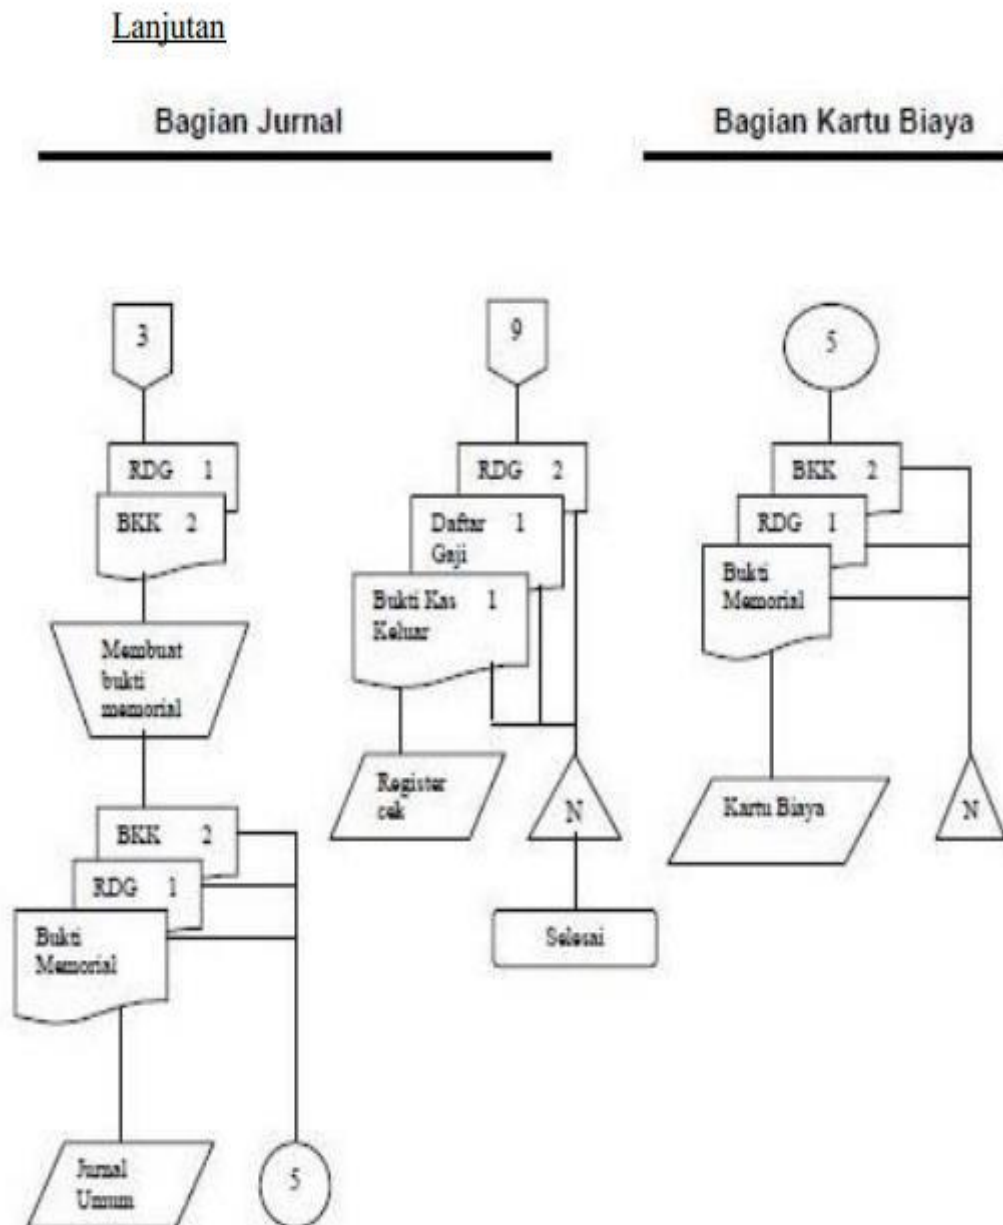 Lanjutan
Bagian Jurnal
Bagian Kartu Biaya
3
RDG 1
BKK 2
Membuat
bukti
memorial
BKK 2
RDG 1
Bukti
Memorial
Jurnal
Umum
5
9
RDG 2
Daftar 1
Gaji
Bukti Kas 1
Keluar
Register
cek
N
Selesai
5
BKK 2
RDG 1
Bukti
Memorial
Kartu Biaya
N